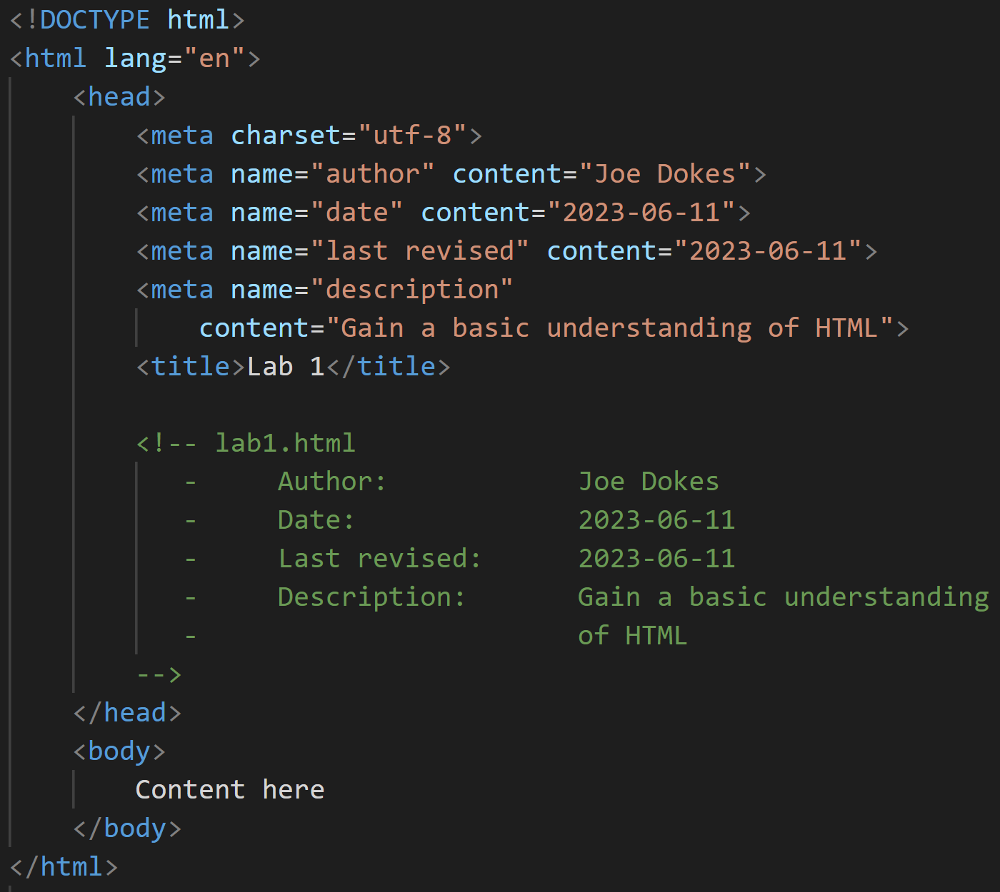 <!DOCTYPE html>
<html lang="en">
    <head>
        <meta charset="utf-8">
        <meta name="author" content="Joe Dokes">
        <meta name="date" content="2023-06-11">
        <meta name="last revised" content="2023-06-11">
        <meta name="description"
            content="Gain a basic understanding of HTML">
        <title>Lab 1</title>

        <!-- lab1.html
           -     Author:            Joe Dokes
           -     Date:              2023-06-11
           -     Last revised:      2023-06-11
           -     Description:       Gain a basic understanding
           -                        of HTML
        -->
    </head>
    <body>
        Content here
    </body>
</html>